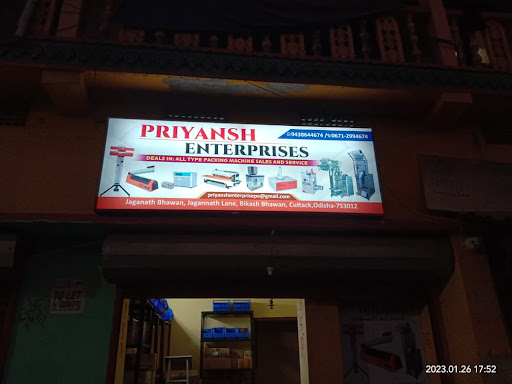 PRIYANSH
ENTERPRISES
9438644674 / 0671-2994674
DEALS IN: ALL TYPE PACKING MACHINE SALES AND SERVICE
priyanshenterprisepe@gmail.com
Jaganath Bhawan, Jagannath Lane, Bikash Bhawan, Cuttack,Odisha-753012
TO LET
2023.01.26 17:52